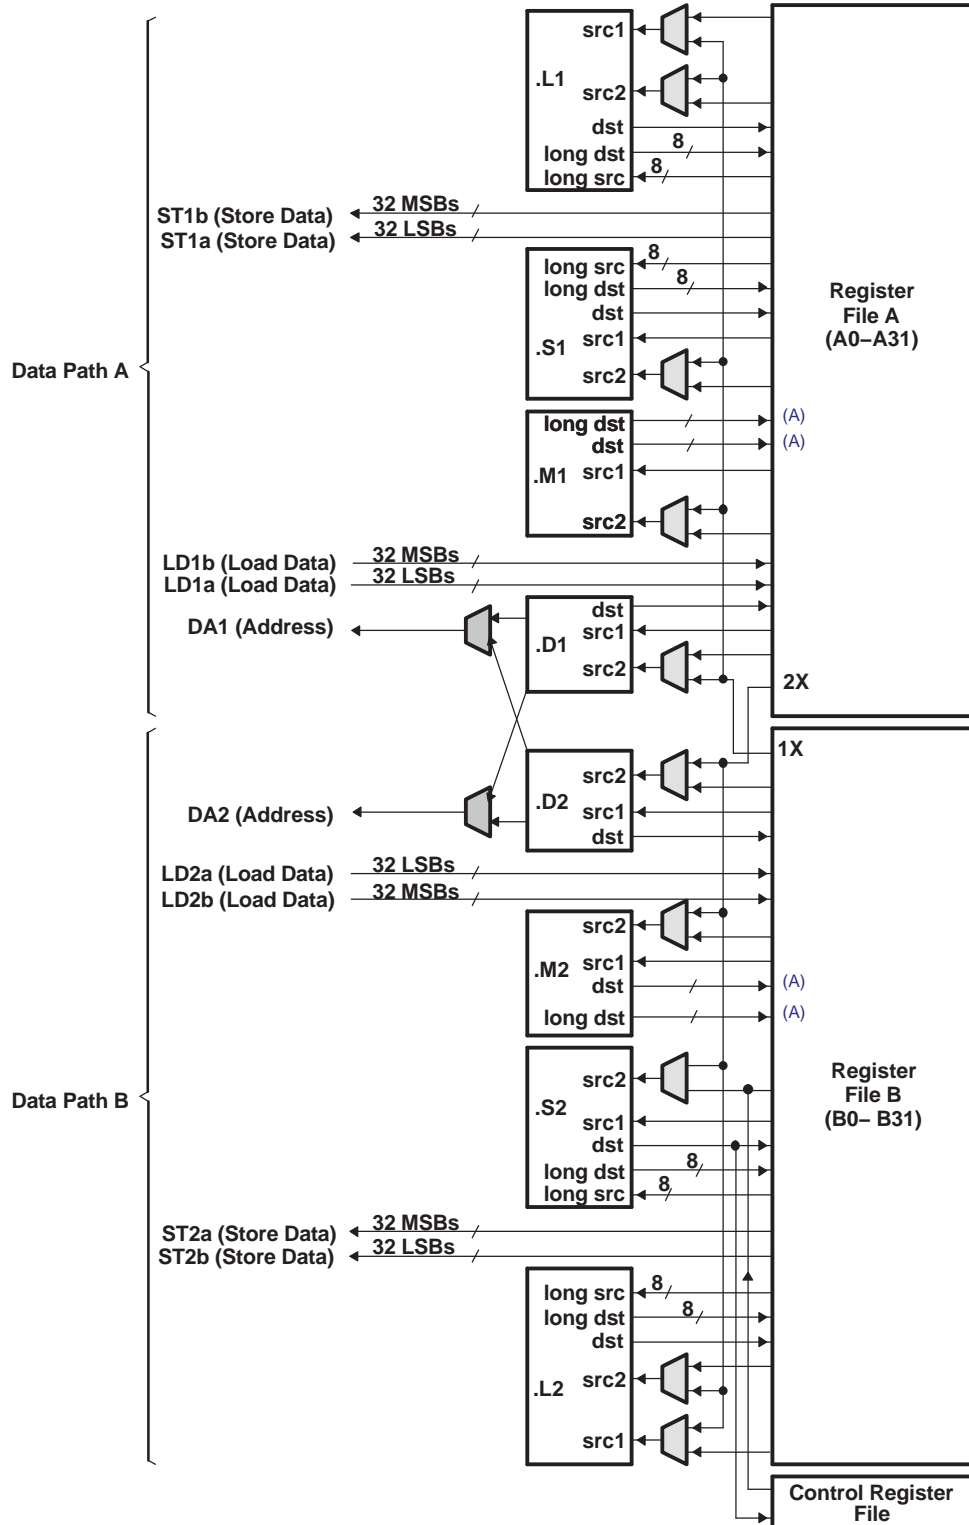 src1
.L1
src2
dst
long dst
8
long src
8
32 MSBs
ST1b (Store Data)
32 LSBs
ST1a (Store Data)
long src
8
long dst
8
dst
.S1
src1
src2
Register
File A
(A0–A31)
Data Path A
long dst
(A)
dst
(A)
.M1
src1
src2
32 MSBs
LD1b (Load Data)
32 LSBs
LD1a (Load Data)
DA1 (Address)
dst
src1
.D1
src2
2X
1X
src2
.D2
src1
dst
DA2 (Address)
32 LSBs
LD2a (Load Data)
32 MSBs
LD2b (Load Data)
src2
.M2
src1
dst
(A)
long dst
(A)
Register
File B
(B0– B31)
Data Path B
src2
.S2
src1
dst
long dst
8
long src
8
32 MSBs
ST2a (Store Data)
32 LSBs
ST2b (Store Data)
long src
8
long dst
8
dst
.L2
src2
src1
Control Register
File